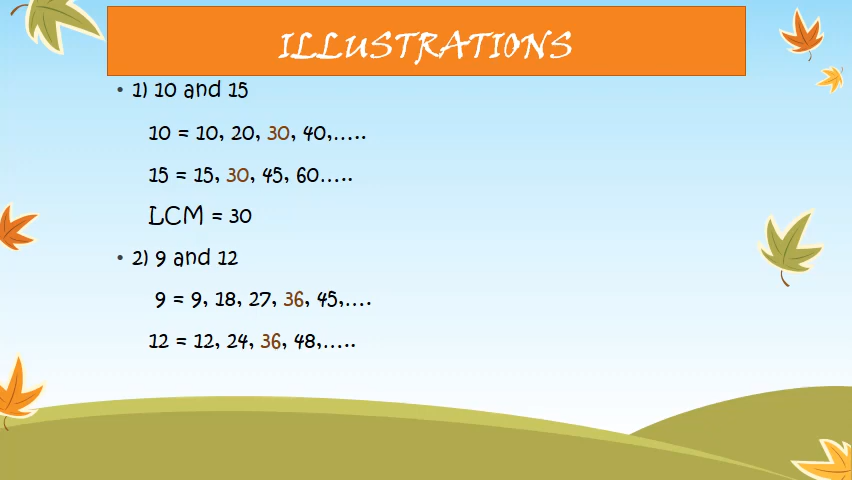 ILLUSTRATIONS
• 1) 10 and 15
10 = 10, 20, 30, 40,.....
15 = 15, 30, 45, 60.....
LCM = 30
• 2) 9 and 12
9 = 9, 18, 27, 36, 45,....
12 = 12, 24, 36, 48,.....